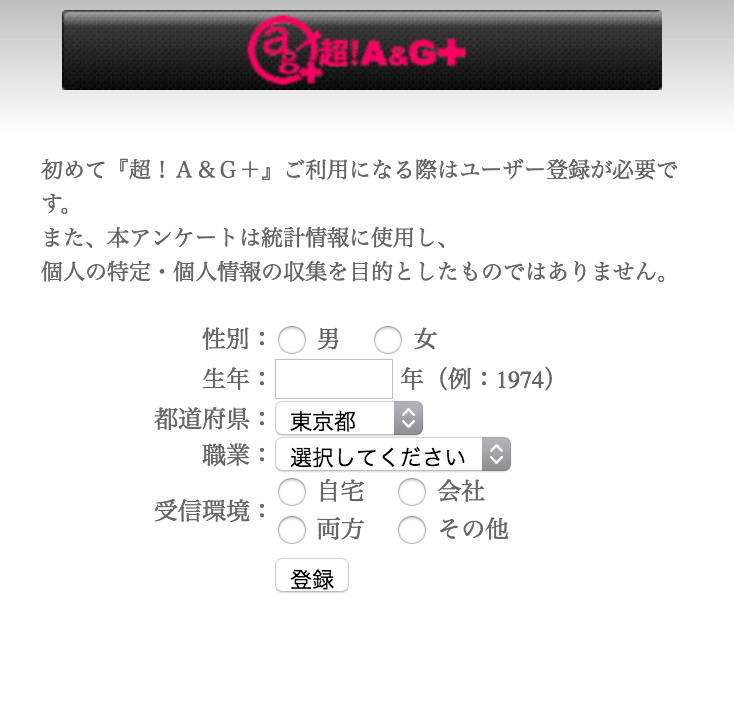 ag+ 超!A&G+
初めて『超！Ａ＆Ｇ＋』ご利用になる際はユーザー登録が必要で
す。
また、本アンケートは統計情報に使用し、
個人の特定・個人情報の収集を目的としたものではありません。
性別： 男 女
生年： 年（例：1974）
都道府県： 東京都
職業： 選択してください
受信環境： 自宅 会社
両方 その他
登録